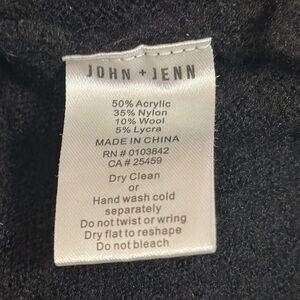 JOHN + JENN
50% Acrylic
35% Nylon
10% Wool
5% Lycra
MADE IN CHINA
RN # 0103842
CA # 25459
Dry Clean
or
Hand wash cold
separately
Do not twist or wring
Dry flat to reshape
Do not bleach